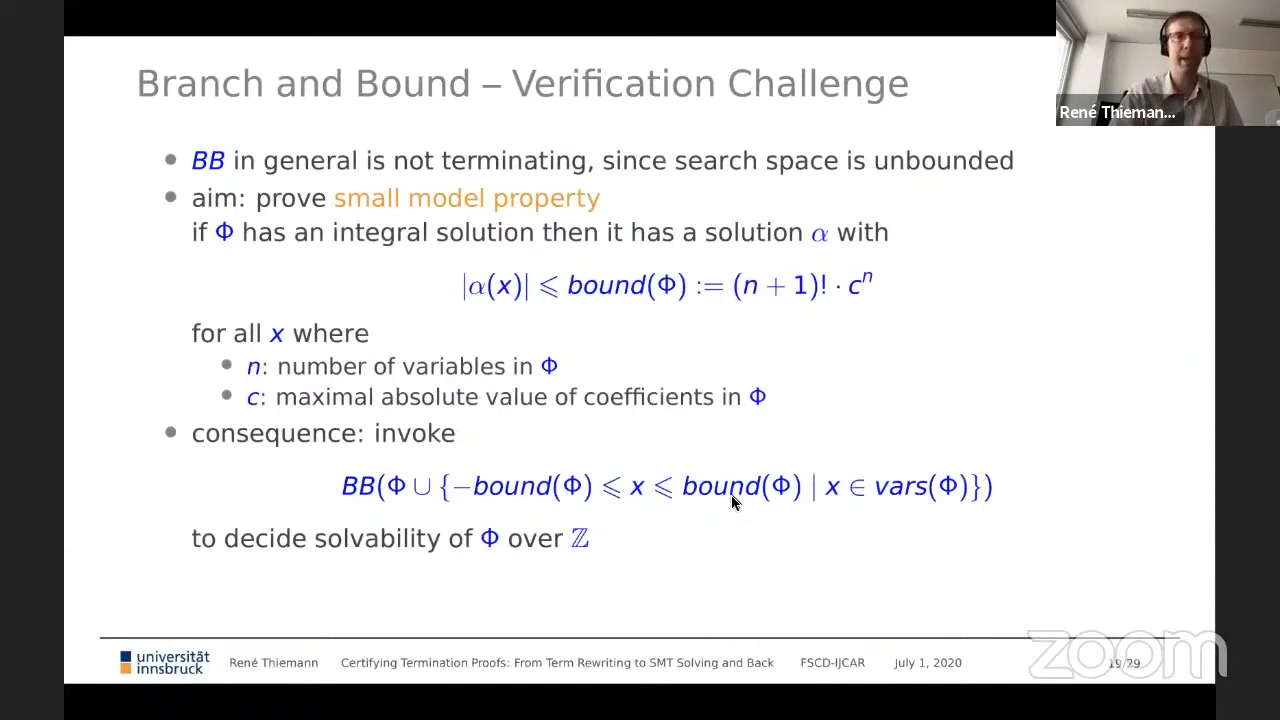 Branch and Bound – Verification Challenge
René Thieman...
• BB in general is not terminating, since search space is unbounded
• aim: prove small model property
if Φ has an integral solution then it has a solution α with
|α(x)| ⩽ bound(Φ) := (n + 1)! · cⁿ
for all x where
• n: number of variables in Φ
• c: maximal absolute value of coefficients in Φ
• consequence: invoke
BB(Φ ∪ {−bound(Φ) ⩽ x ⩽ bound(Φ) | x ∈ vars(Φ)})
to decide solvability of Φ over ℤ
universität
innsbruck
René Thiemann Certifying Termination Proofs: From Term Rewriting to SMT Solving and Back FSCD-IJCAR July 1, 2020 19/29
zoom